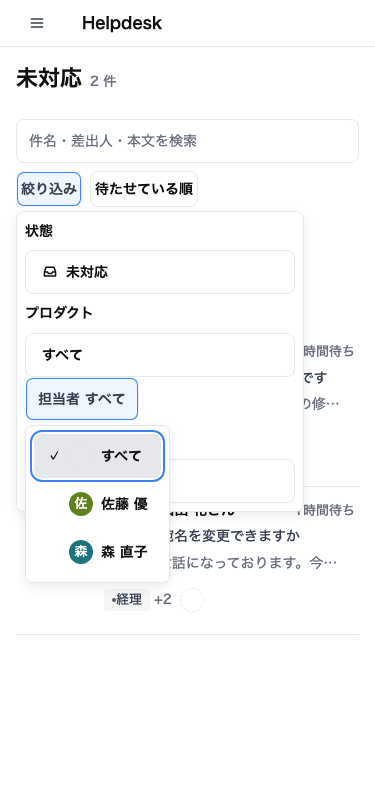 Helpdesk
未対応 2 件
件名・差出人・本文を検索
絞り込み 待たせている順
状態
未対応
プロダクト
すべて
時間待ち
です
の修…
担当者 すべて
✓ すべて
佐 佐藤 優
森 森 直子
時間待ち
宛名を変更できますか
話になっております。今…
•経理 +2